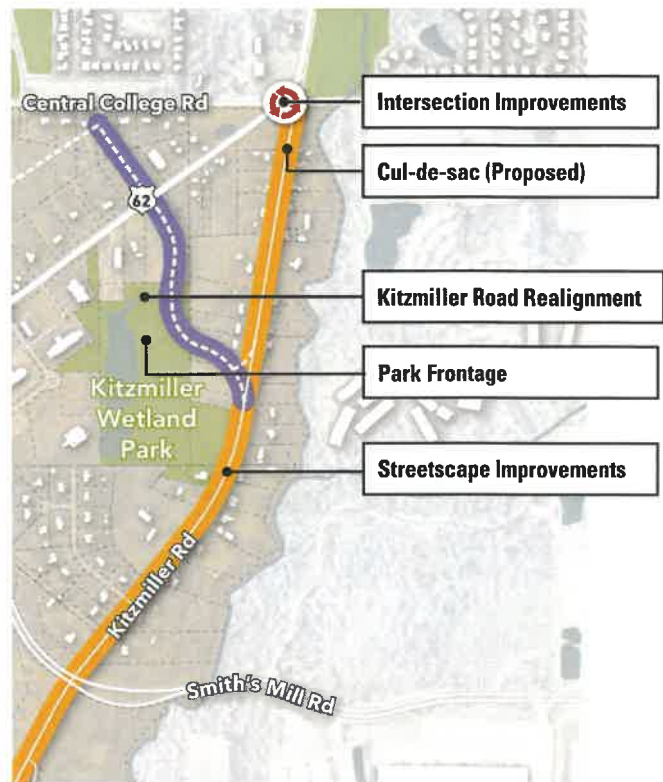 Central College Rd
Intersection Improvements
Cul-de-sac (Proposed)
62
Kitzmiller Road Realignment
Park Frontage
Kitzmiller
Wetland
Park
Streetscape Improvements
Kitzmiller Rd
Smith's Mill Rd